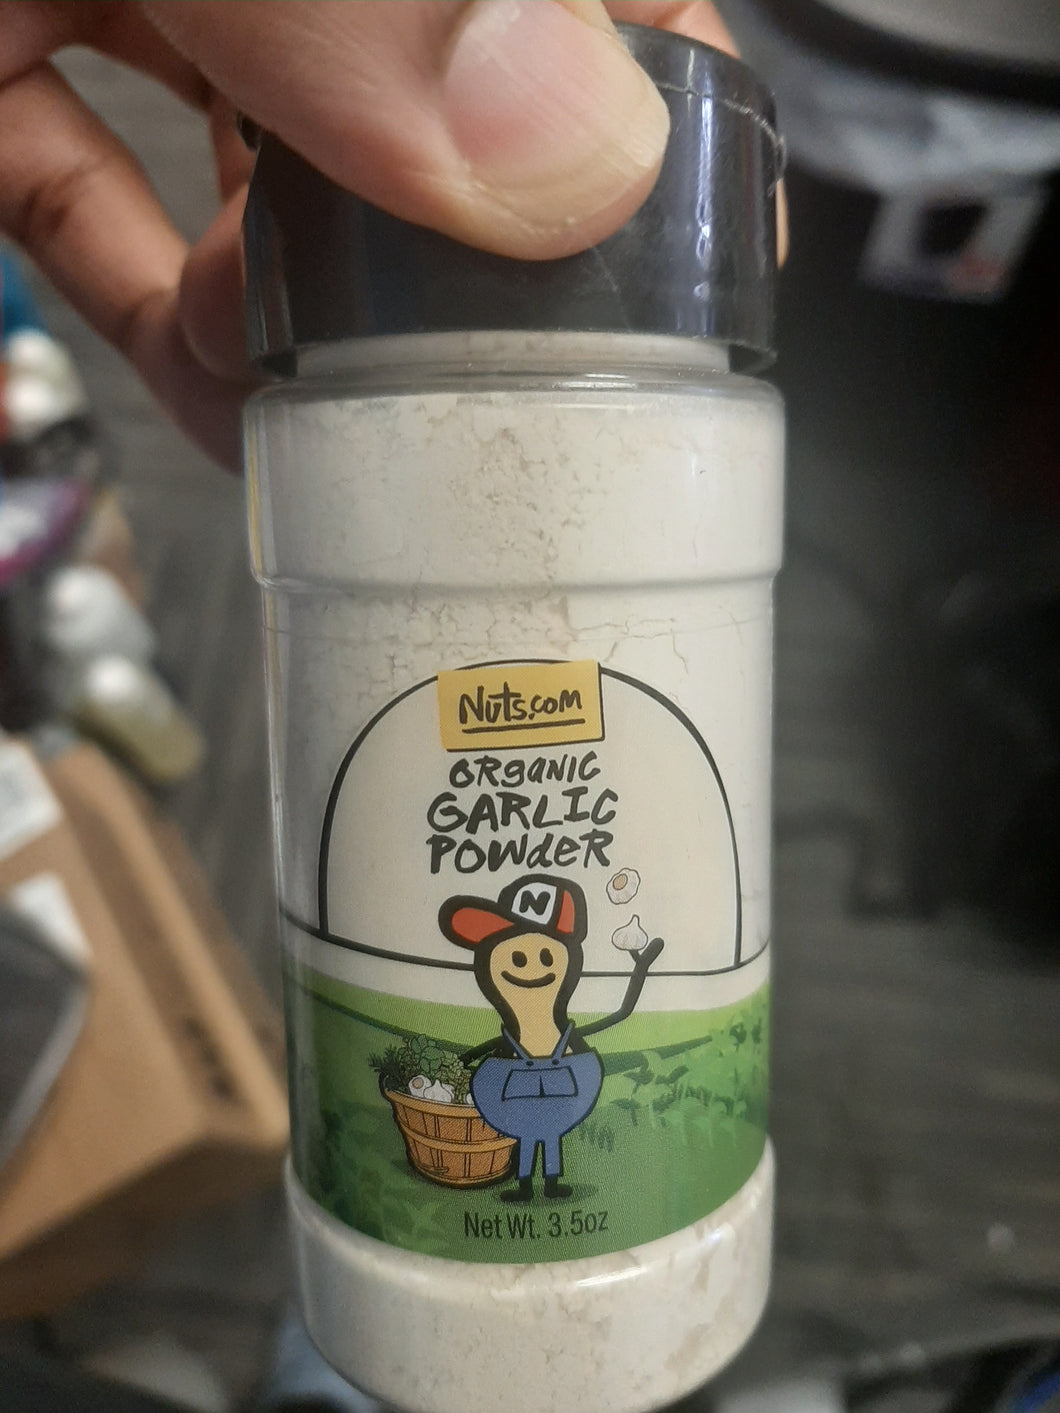 Nuts.com
ORgANIC
GARLIC
POWdeR
N
Net Wt. 3.5oz